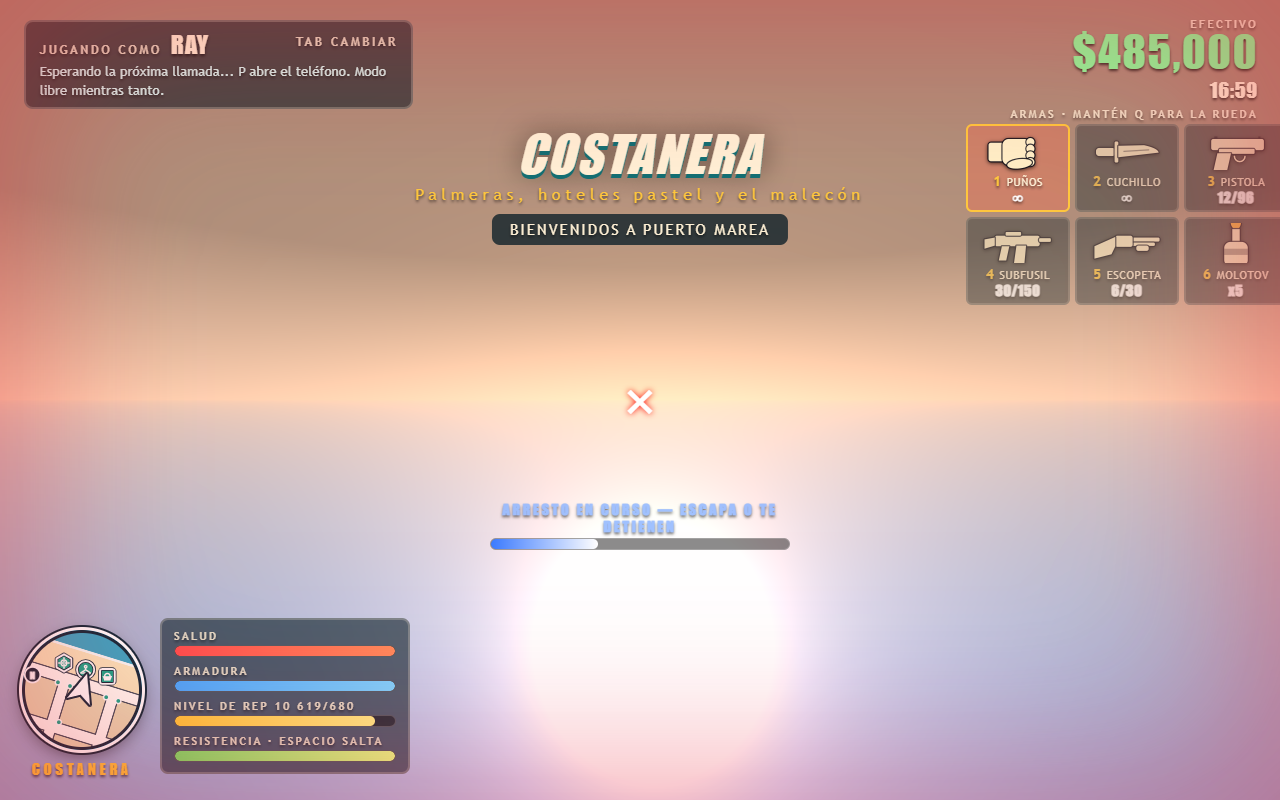 JUGANDO COMO RAY TAB CAMBIAR
Esperando la próxima llamada... P abre el teléfono. Modo
libre mientras tanto.
EFECTIVO
$485,000
16:59
ARMAS · MANTÉN Q PARA LA RUEDA
1 PUÑOS
∞
2 CUCHILLO
∞
3 PISTOLA
12/96
4 SUBFUSIL
30/150
5 ESCOPETA
6/30
6 MOLOTOV
x5
COSTANERA
Palmeras, hoteles pastel y el malecón
BIENVENIDOS A PUERTO MAREA
ARRESTO EN CURSO — ESCAPA O TE
DETIENEN
SALUD
ARMADURA
NIVEL DE REP 10 619/680
RESISTENCIA · ESPACIO SALTA
COSTANERA